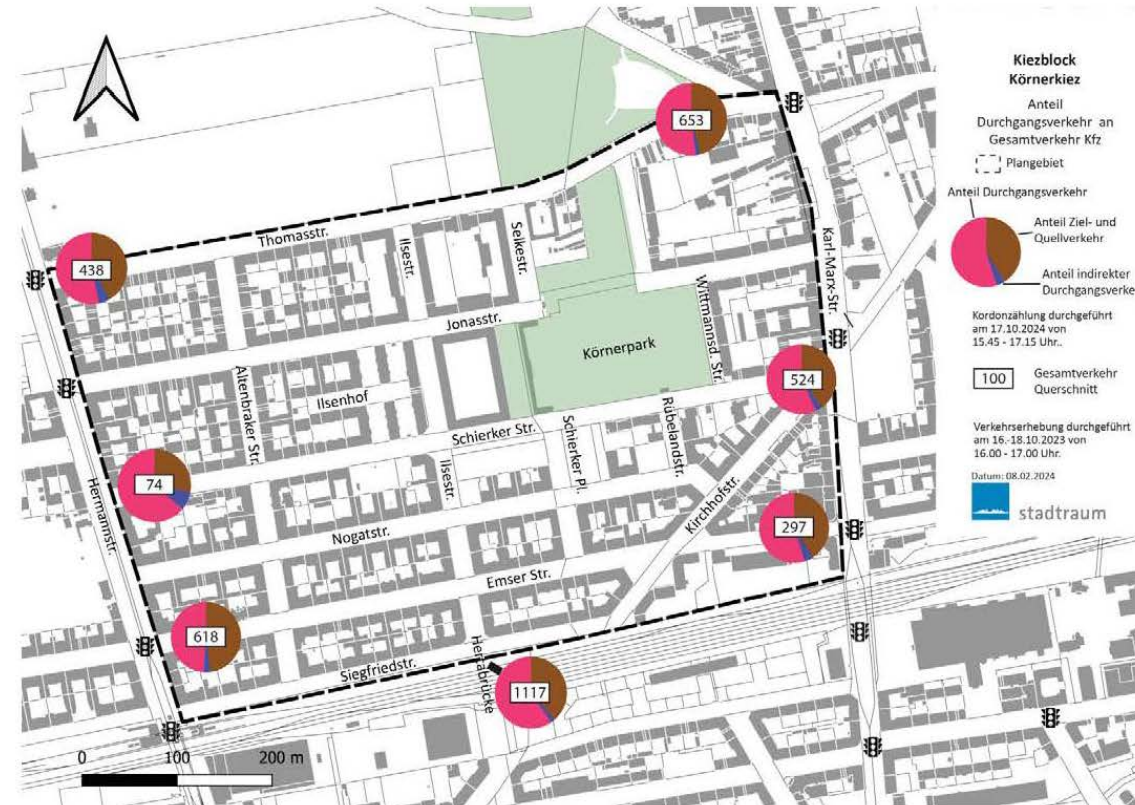 653
438
Thomasstr.
Ilsestr.
Selkestr.
Karl-Marx-Str.
Wittmannsd. Str.
Jonasstr.
Körnerpark
Altenbraker Str.
Ilsenhof
524
Schierker Str.
Schierker Pl.
Rübelandstr.
Ilsestr.
74
Hermannstr.
Nogatstr.
Kirchhofstr.
297
Emser Str.
618
Siegfriedstr.
1117
0 100 200 m
Kiezblock
Körnerkiez
Anteil
Durchgangsverkehr an
Gesamtverkehr Kfz
Plangebiet
Anteil Durchgangsverkehr
Anteil Ziel- und
Quellverkehr
Anteil indirekter
Durchgangsverke
Kordonzählung durchgeführt
am 17.10.2024 von
15.45 - 17.15 Uhr..
100
Gesamtverkehr
Querschnitt
Verkehrserhebung durchgeführt
am 16.-18.10.2023 von
16.00 - 17.00 Uhr.
Datum: 08.02.2024
stadtraum